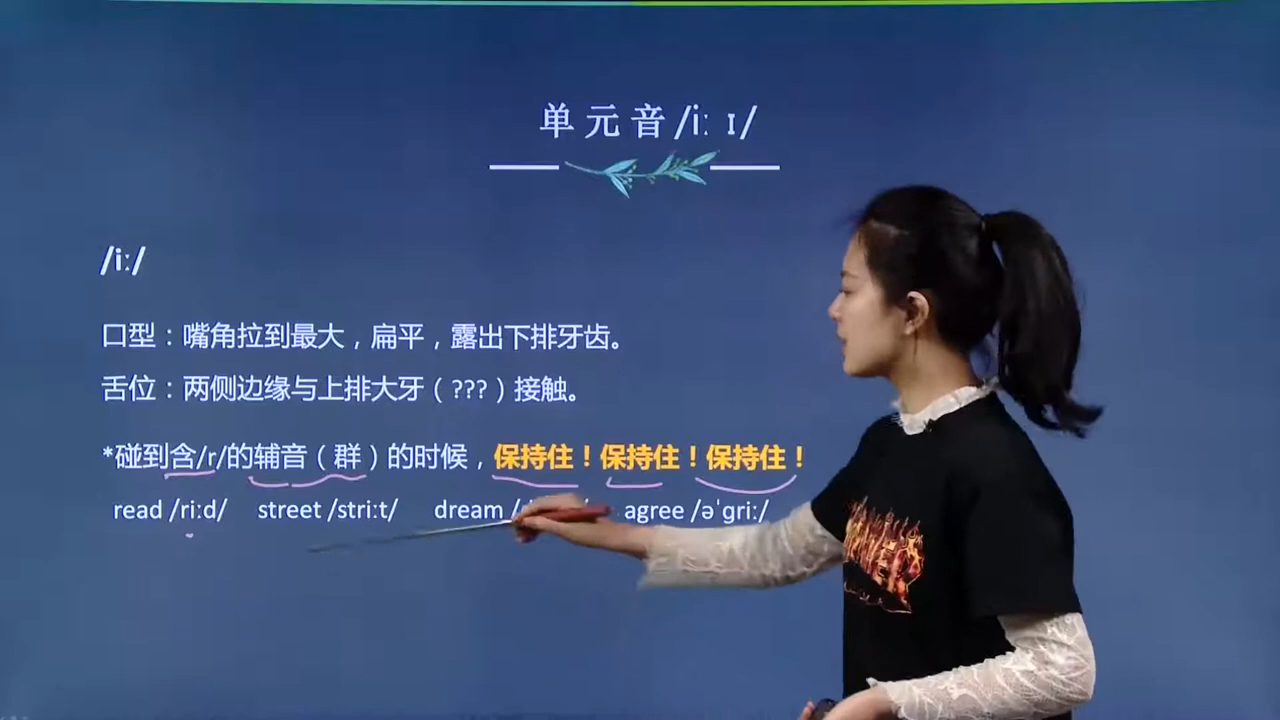 单元音/iː ɪ/
/iː/
口型：嘴角拉到最大，扁平，露出下排牙齿。
舌位：两侧边缘与上排大牙（???）接触。
*碰到含/r/的辅音（群）的时候，保持住！保持住！保持住！
read /riːd/ street /striːt/ dream agree /əˈɡriː/